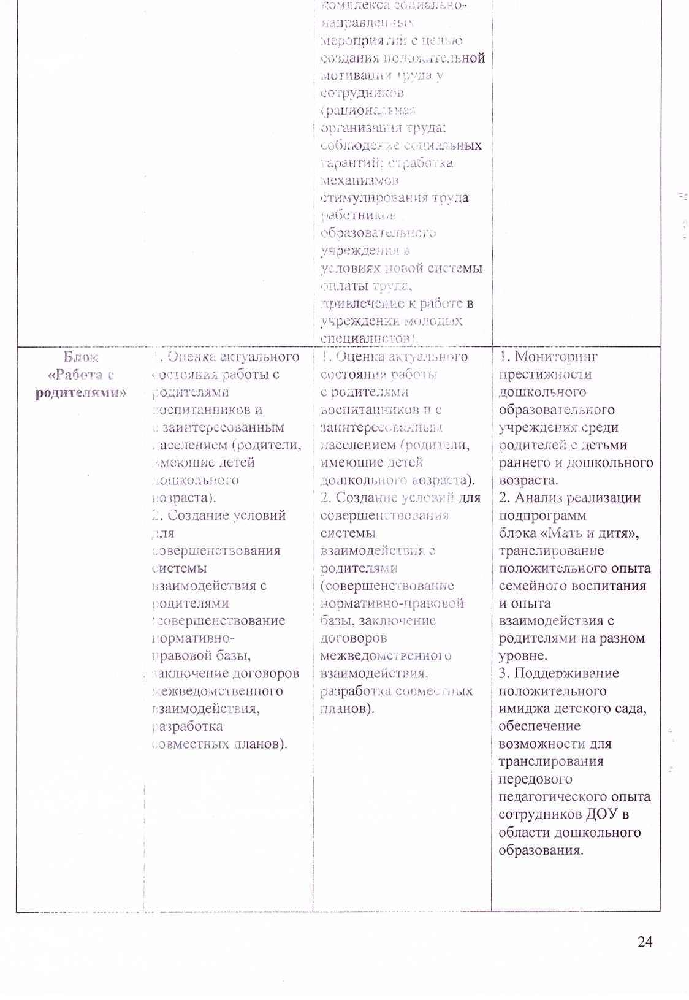 комплекса социально-
направленных
мероприятий с целью
создания положительной
мотивации труда у
сотрудников
(рациональная
организация труда;
соблюдение социальных
гарантий; отработка
механизмов
стимулирования труда
работников
образовательного
учреждения в
условиях новой системы
оплаты труда,
привлечение к работе в
учреждении молодых
специалистов).
Блок
«Работа с
родителями»
1. Оценка актуального
состояния работы с
родителями
воспитанников и
с заинтересованным
населением (родители,
имеющие детей
дошкольного
возраста).
2. Создание условий
для
совершенствования
системы
взаимодействия с
родителями
(совершенствование
нормативно-
правовой базы,
заключение договоров
межведомственного
взаимодействия,
разработка
совместных планов).
1. Оценка актуального
состояния работы
с родителями
воспитанников и с
заинтересованным
населением (родители,
имеющие детей
дошкольного возраста).
2. Создание условий для
совершенствования
системы
взаимодействия с
родителями
(совершенствование
нормативно-правовой
базы, заключение
договоров
межведомственного
взаимодействия,
разработка совместных
планов).
1. Мониторинг
престижности
дошкольного
образовательного
учреждения среди
родителей с детьми
раннего и дошкольного
возраста.
2. Анализ реализации
подпрограмм
блока «Мать и дитя»,
транслирование
положительного опыта
семейного воспитания
и опыта
взаимодействия с
родителями на разном
уровне.
3. Поддерживание
положительного
имиджа детского сада,
обеспечение
возможности для
транслирования
передового
педагогического опыта
сотрудников ДОУ в
области дошкольного
образования.
24